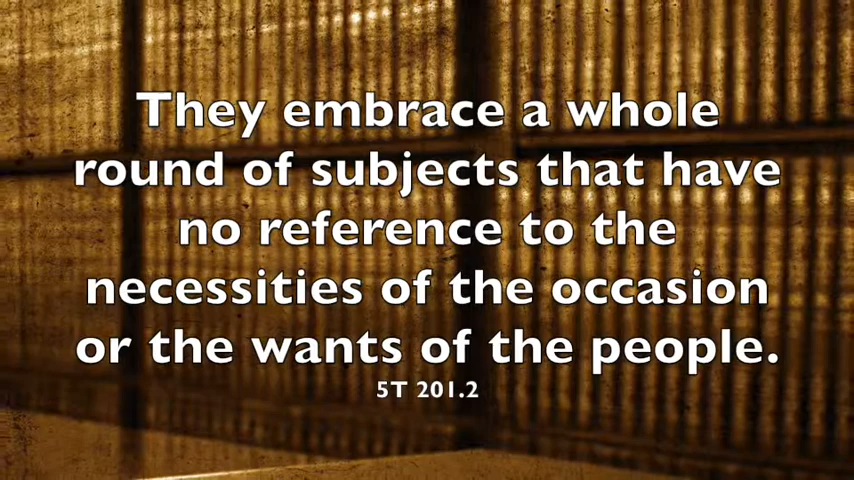 They embrace a whole
round of subjects that have
no reference to the
necessities of the occasion
or the wants of the people.
5T 201.2